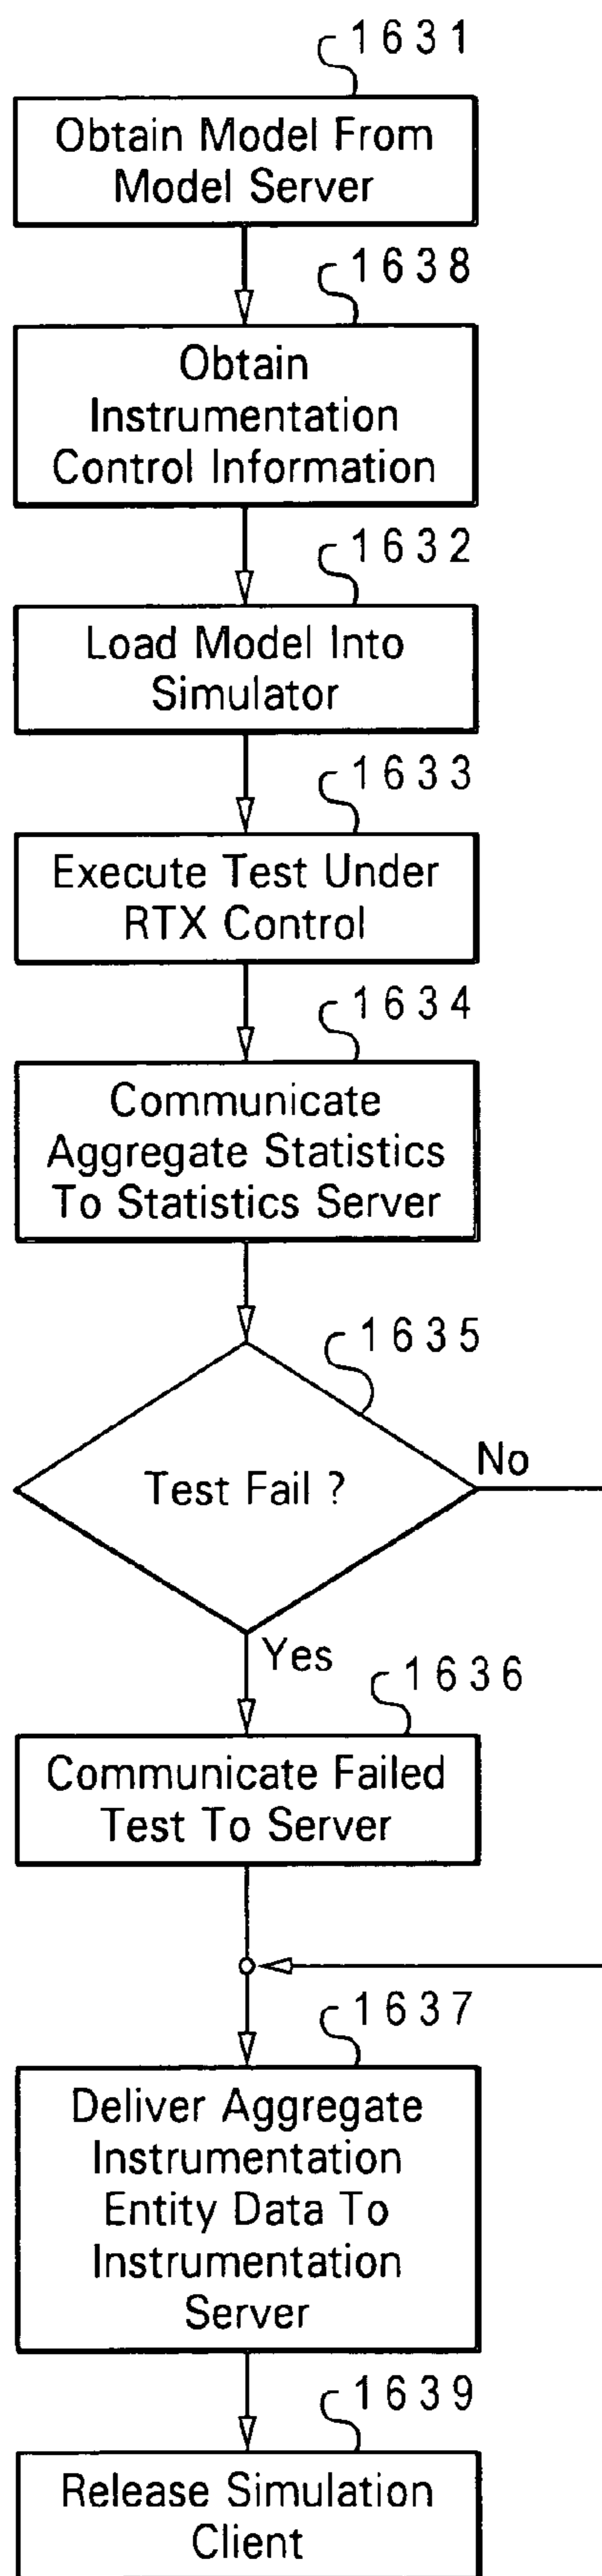 1631
Obtain Model From
Model Server
1638
Obtain
Instrumentation
Control Information
1632
Load Model Into
Simulator
1633
Execute Test Under
RTX Control
1634
Communicate
Aggregate Statistics
To Statistics Server
1635
Test Fail ?
No
Yes
1636
Communicate Failed
Test To Server
1637
Deliver Aggregate
Instrumentation
Entity Data To
Instrumentation
Server
1639
Release Simulation
Client